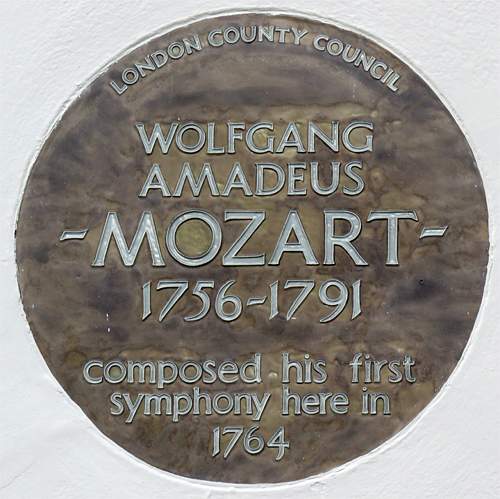 LONDON COUNTY COUNCIL
WOLFGANG
AMADEUS
-MOZART-
1756-1791
composed his first
symphony here in
1764